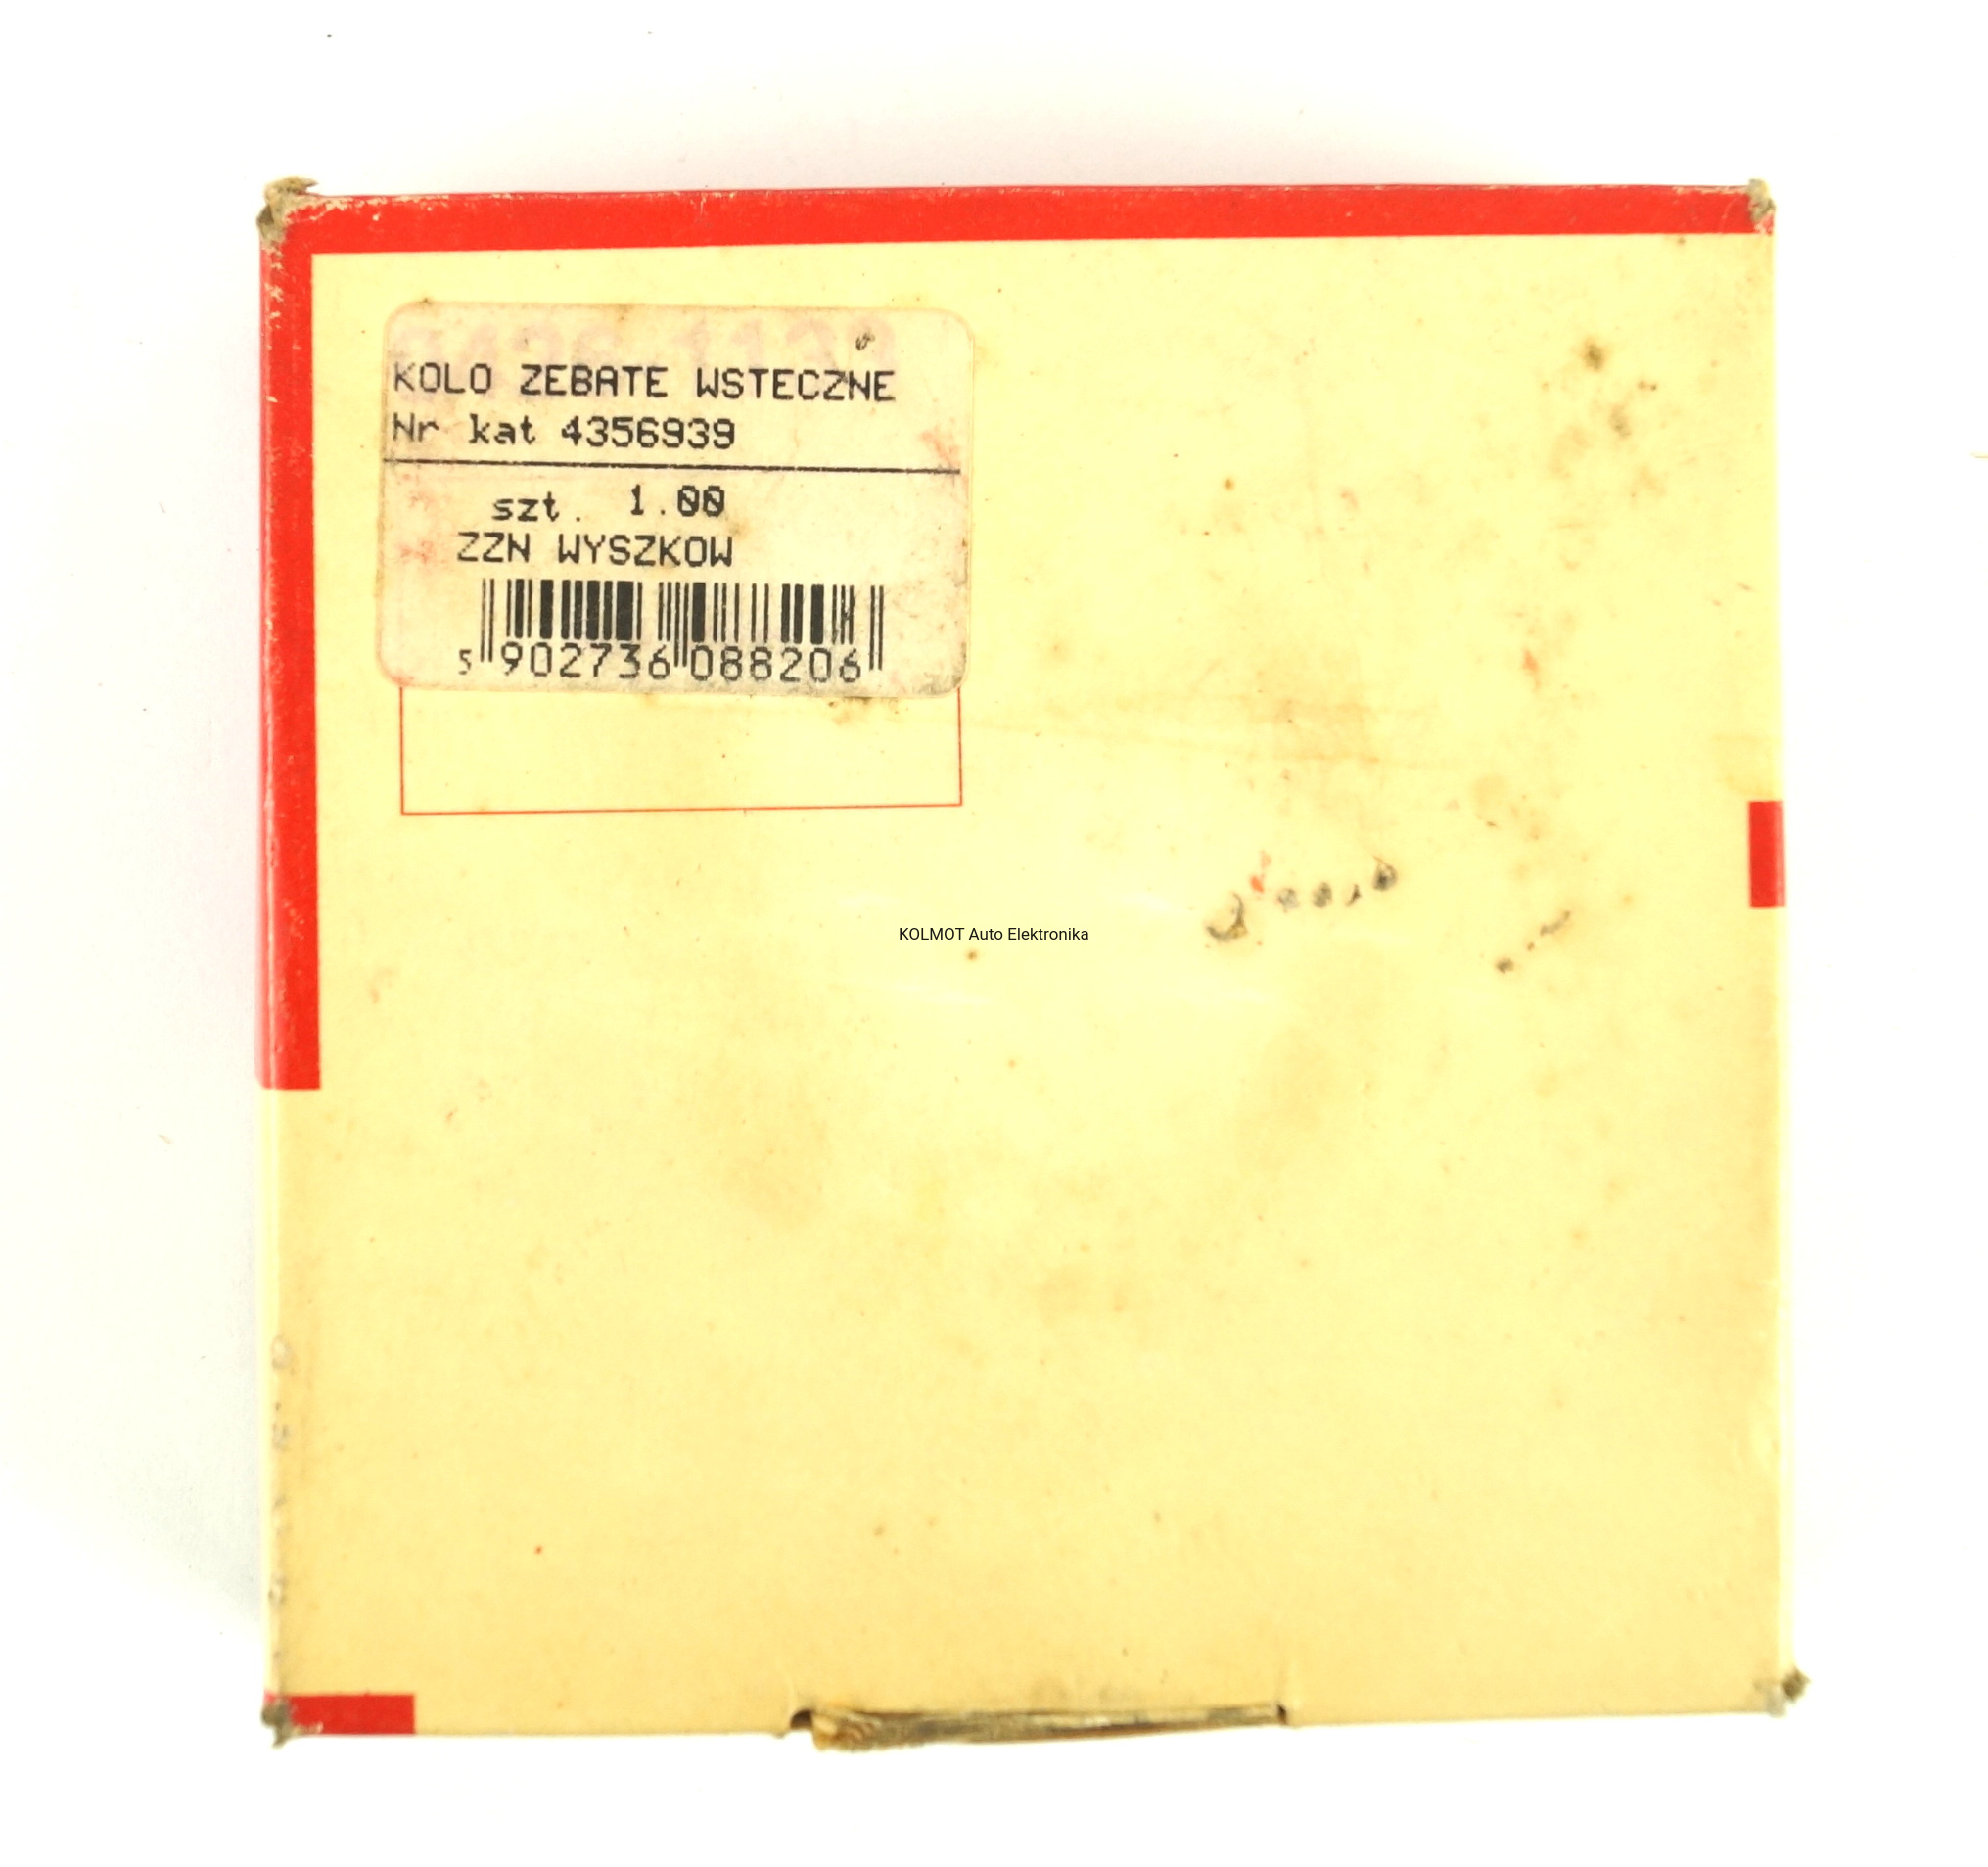 KOLO ZEBATE WSTECZNE
Nr kat 4356939
szt. 1.00
ZZN WYSZKOW
5 902736 088206
KOLMOT Auto Elektronika